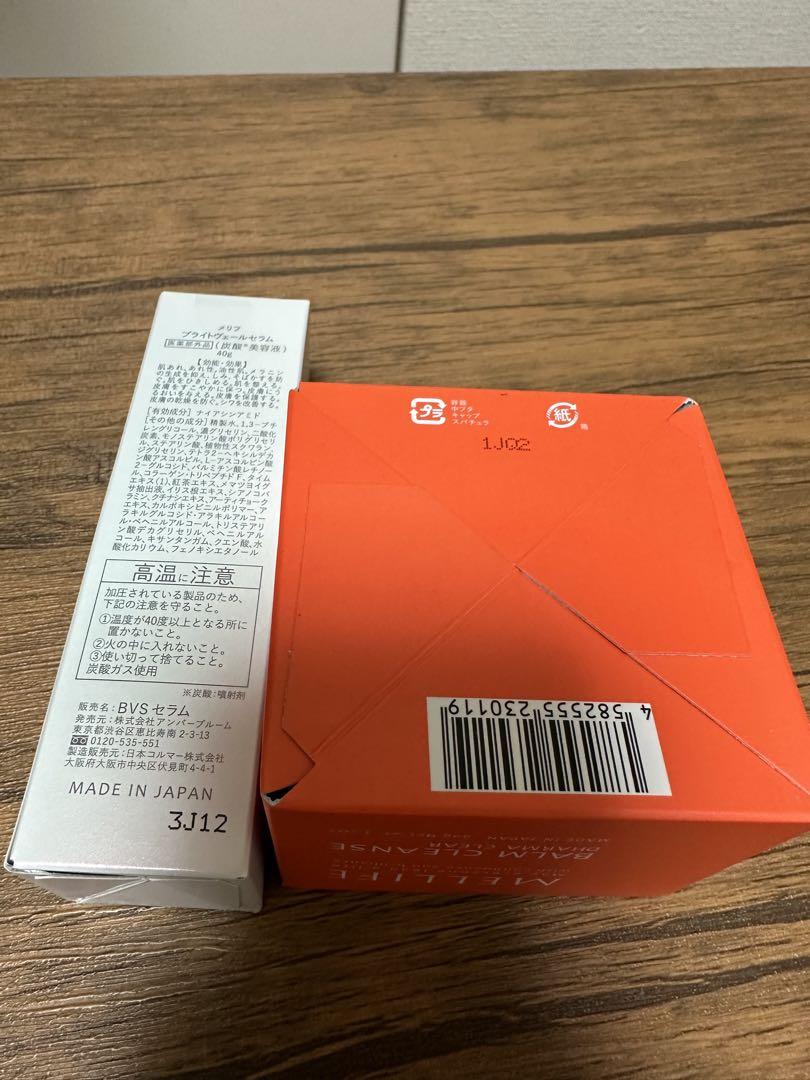 メリフ
ブライトヴェールセラム
医薬部外品 (炭酸※美容液)
40g
【効能・効果】
肌あれ、あれ性。油性肌。メラニン
の生成を抑え、しみ、そばかすを防
ぐ。肌をひきしめる。肌を整える。
皮膚をすこやかに保つ。皮膚にう
るおいを与える。皮膚を保護する。
皮膚の乾燥を防ぐ。シワを改善する。
[有効成分] ナイアシンアミド
[その他の成分] 精製水、1,3-ブチ
レングリコール、濃グリセリン、二酸化
炭素、モノステアリン酸ポリグリセリ
ル、ステアリン酸、植物性スクワラン、
ジグリセリン、テトラ2-ヘキシルデカ
ン酸アスコルビル、L-アスコルビン酸
2-グルコシド、パルミチン酸レチノー
ル、コラーゲン・トリペプチド F、タイム
エキス(1)、紅茶エキス、メマツヨイグ
サ抽出液、イリス根エキス、シアノコバ
ラミン、クチナシエキス、アーティチョーク
エキス、カルボキシビニルポリマー、ア
ラキルグルコシド・アラキルアルコー
ル・ベヘニルアルコール、トリステアリ
ン酸デカグリセリル、ベヘニルアル
コール、キサンタンガム、クエン酸、水
酸化カリウム、フェノキシエタノール
高温に注意
加圧されている製品のため、
下記の注意を守ること。
①温度が40度以上となる所に
置かないこと。
②火の中に入れないこと。
③使い切って捨てること。
炭酸ガス使用
※炭酸:噴射剤
販売名:BVS セラム
発売元:株式会社アンバーブルーム
東京都渋谷区恵比寿南 2-3-13
0120-535-551
製造販売元:日本コルマー株式会社
大阪府大阪市中央区伏見町4-4-1
MADE IN JAPAN
3J12
プラ
容器
中フタ
キャップ
スパチュラ
紙
箱
1J02
4 582555 230119
MELLIFE
BALM CLEANSE
PHARMA CLEAR
MADE IN JAPAN